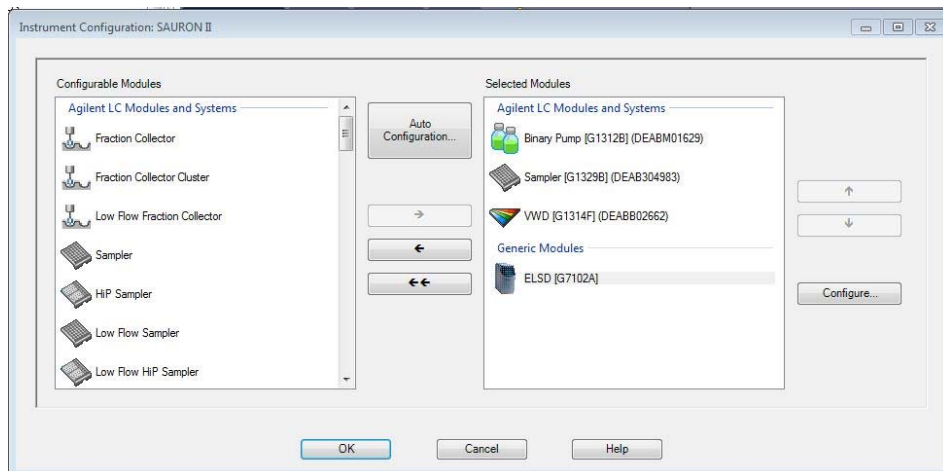 Instrument Configuration: SAURON II
Configurable Modules
Agilent LC Modules and Systems
Fraction Collector
Fraction Collector Cluster
Low Flow Fraction Collector
Sampler
HiP Sampler
Low Flow Sampler
Low Flow HiP Sampler
Auto
Configuration...
Selected Modules
Agilent LC Modules and Systems
Binary Pump [G1312B] (DEABM01629)
Sampler [G1329B] (DEAB304983)
VWD [G1314F] (DEABB02662)
Generic Modules
ELSD [G7102A]
Configure...
OK
Cancel
Help